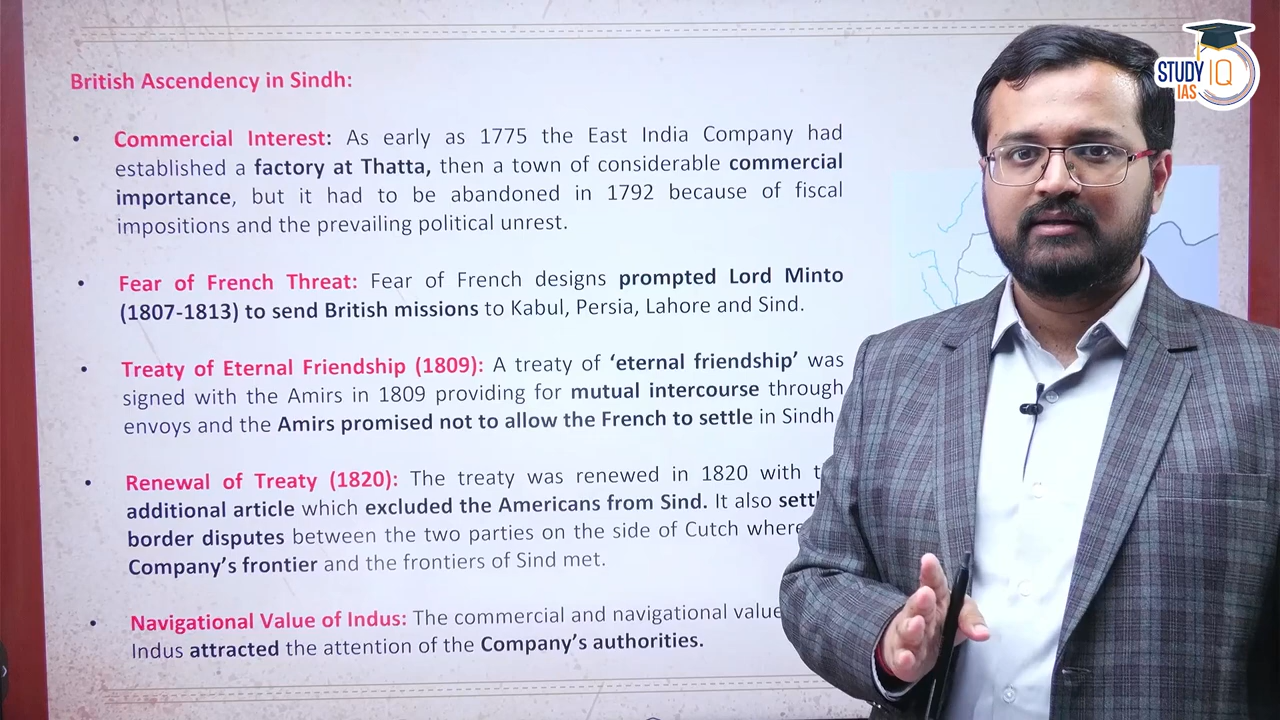 British Ascendency in Sindh:
• Commercial Interest: As early as 1775 the East India Company had
established a factory at Thatta, then a town of considerable commercial
importance, but it had to be abandoned in 1792 because of fiscal
impositions and the prevailing political unrest.
• Fear of French Threat: Fear of French designs prompted Lord Minto
(1807-1813) to send British missions to Kabul, Persia, Lahore and Sind.
• Treaty of Eternal Friendship (1809): A treaty of ‘eternal friendship’ was
signed with the Amirs in 1809 providing for mutual intercourse through
envoys and the Amirs promised not to allow the French to settle in Sindh
• Renewal of Treaty (1820): The treaty was renewed in 1820 with
additional article which excluded the Americans from Sind. It also
border disputes between the two parties on the side of Cutch where
Company’s frontier and the frontiers of Sind met.
• Navigational Value of Indus: The commercial and navigational value
Indus attracted the attention of the Company’s authorities.
STUDY IQ
IAS